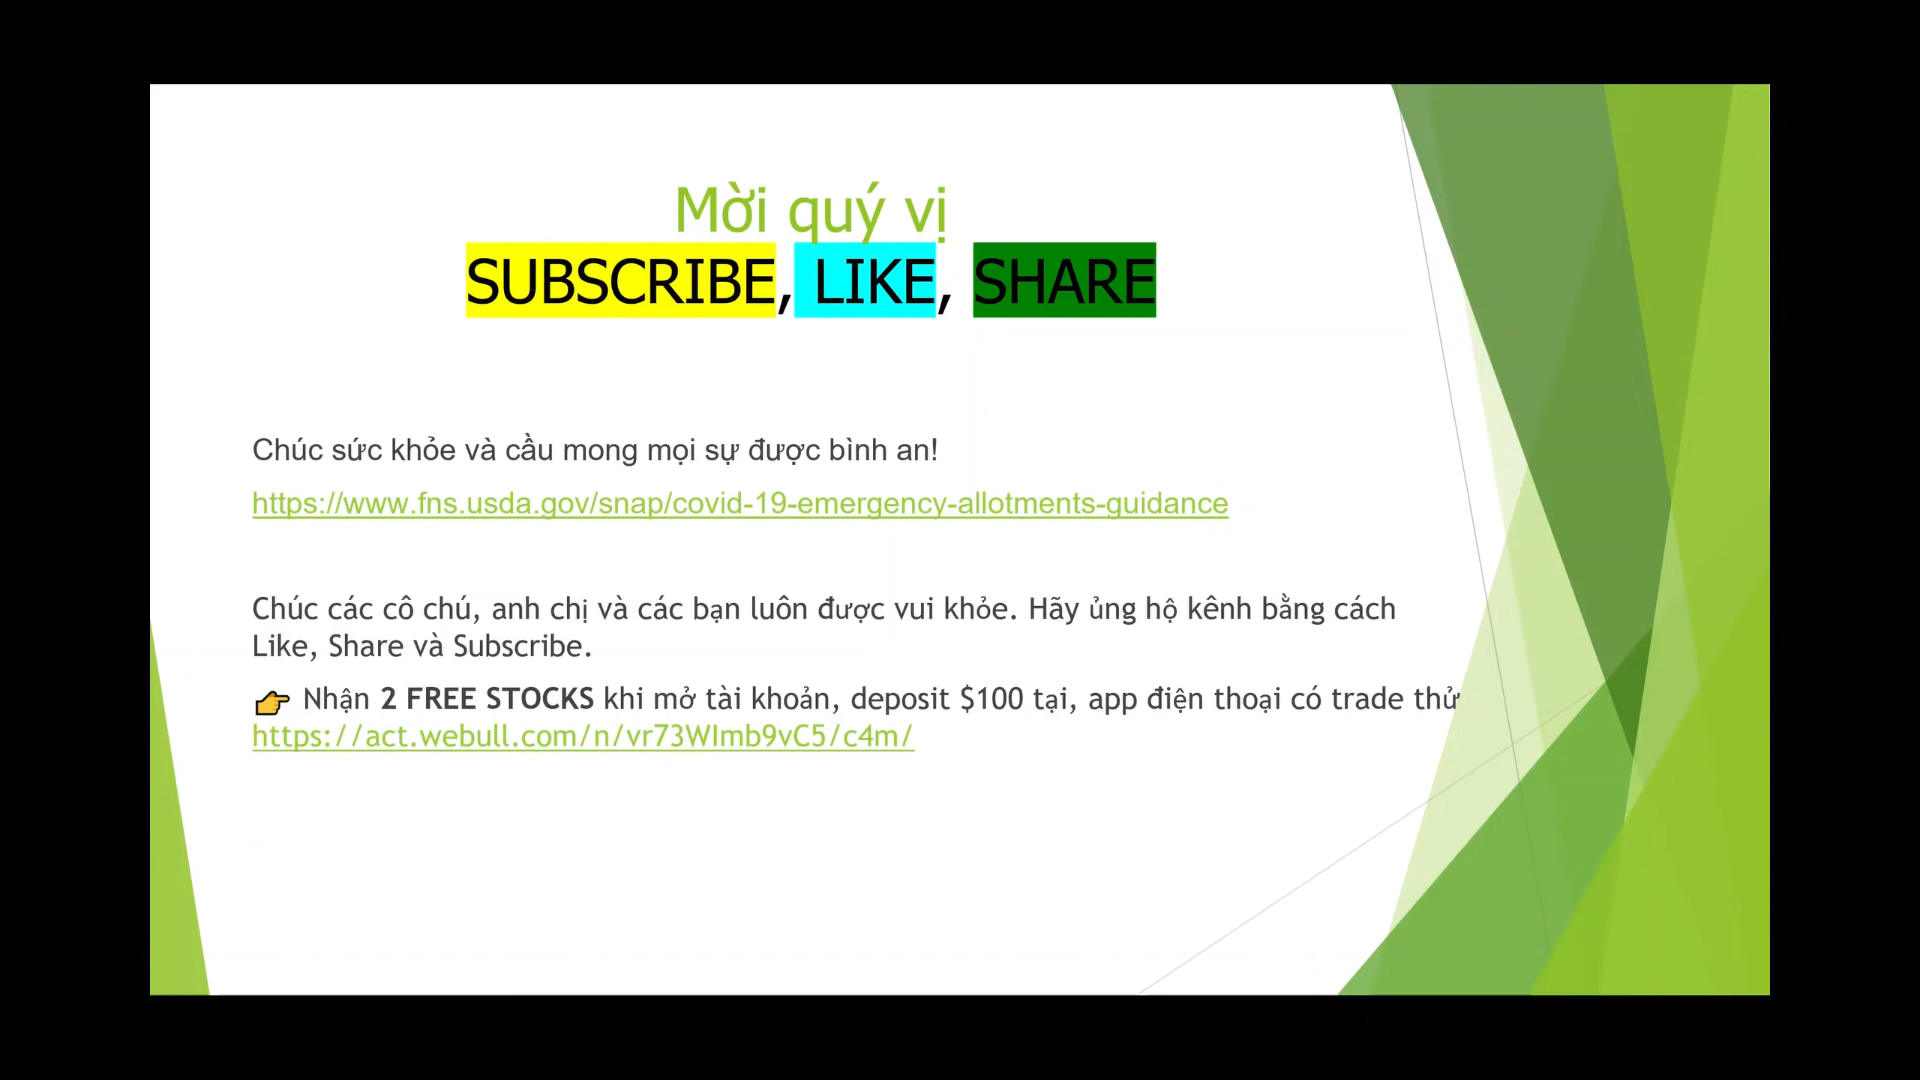 Mời quý vị
SUBSCRIBE, LIKE, SHARE
Chúc sức khỏe và cầu mong mọi sự được bình an!
https://www.fns.usda.gov/snap/covid-19-emergency-allotments-guidance
Chúc các cô chú, anh chị và các bạn luôn được vui khỏe. Hãy ủng hộ kênh bằng cách
Like, Share và Subscribe.
👉 Nhận 2 FREE STOCKS khi mở tài khoản, deposit $100 tại, app điện thoại có trade thử
https://act.webull.com/n/vr73WImb9vC5/c4m/